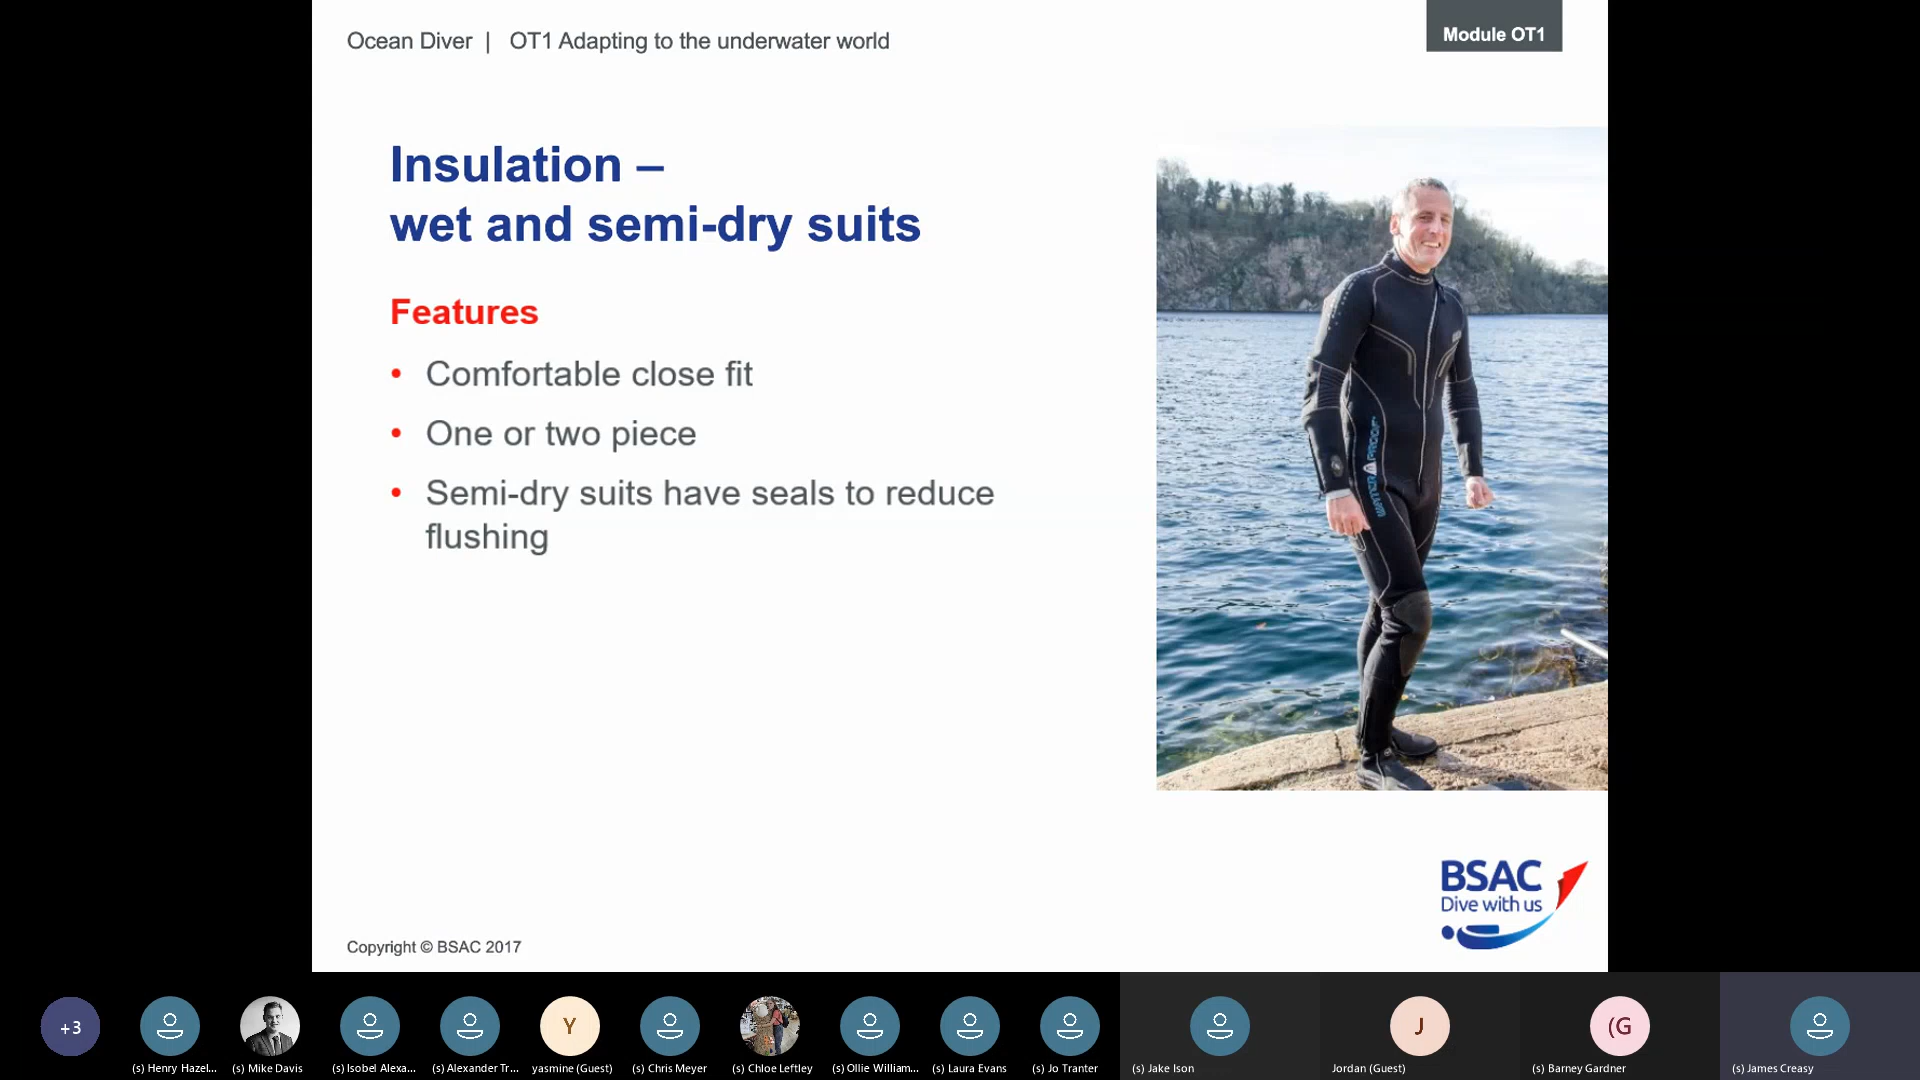 Ocean Diver | OT1 Adapting to the underwater world
Module OT1
Insulation –
wet and semi-dry suits
Features
• Comfortable close fit
• One or two piece
• Semi-dry suits have seals to reduce
flushing
BSAC
Dive with us
Copyright © BSAC 2017
+3
Y
J
(G
(s) Henry Hazel...
(s) Mike Davis
(s) Isobel Alexa...
(s) Alexander Tr...
yasmine (Guest)
(s) Chris Meyer
(s) Chloe Leftley
(s) Ollie William...
(s) Laura Evans
(s) Jo Tranter
(s) Jake Ison
Jordan (Guest)
(s) Barney Gardner
(s) James Creasy